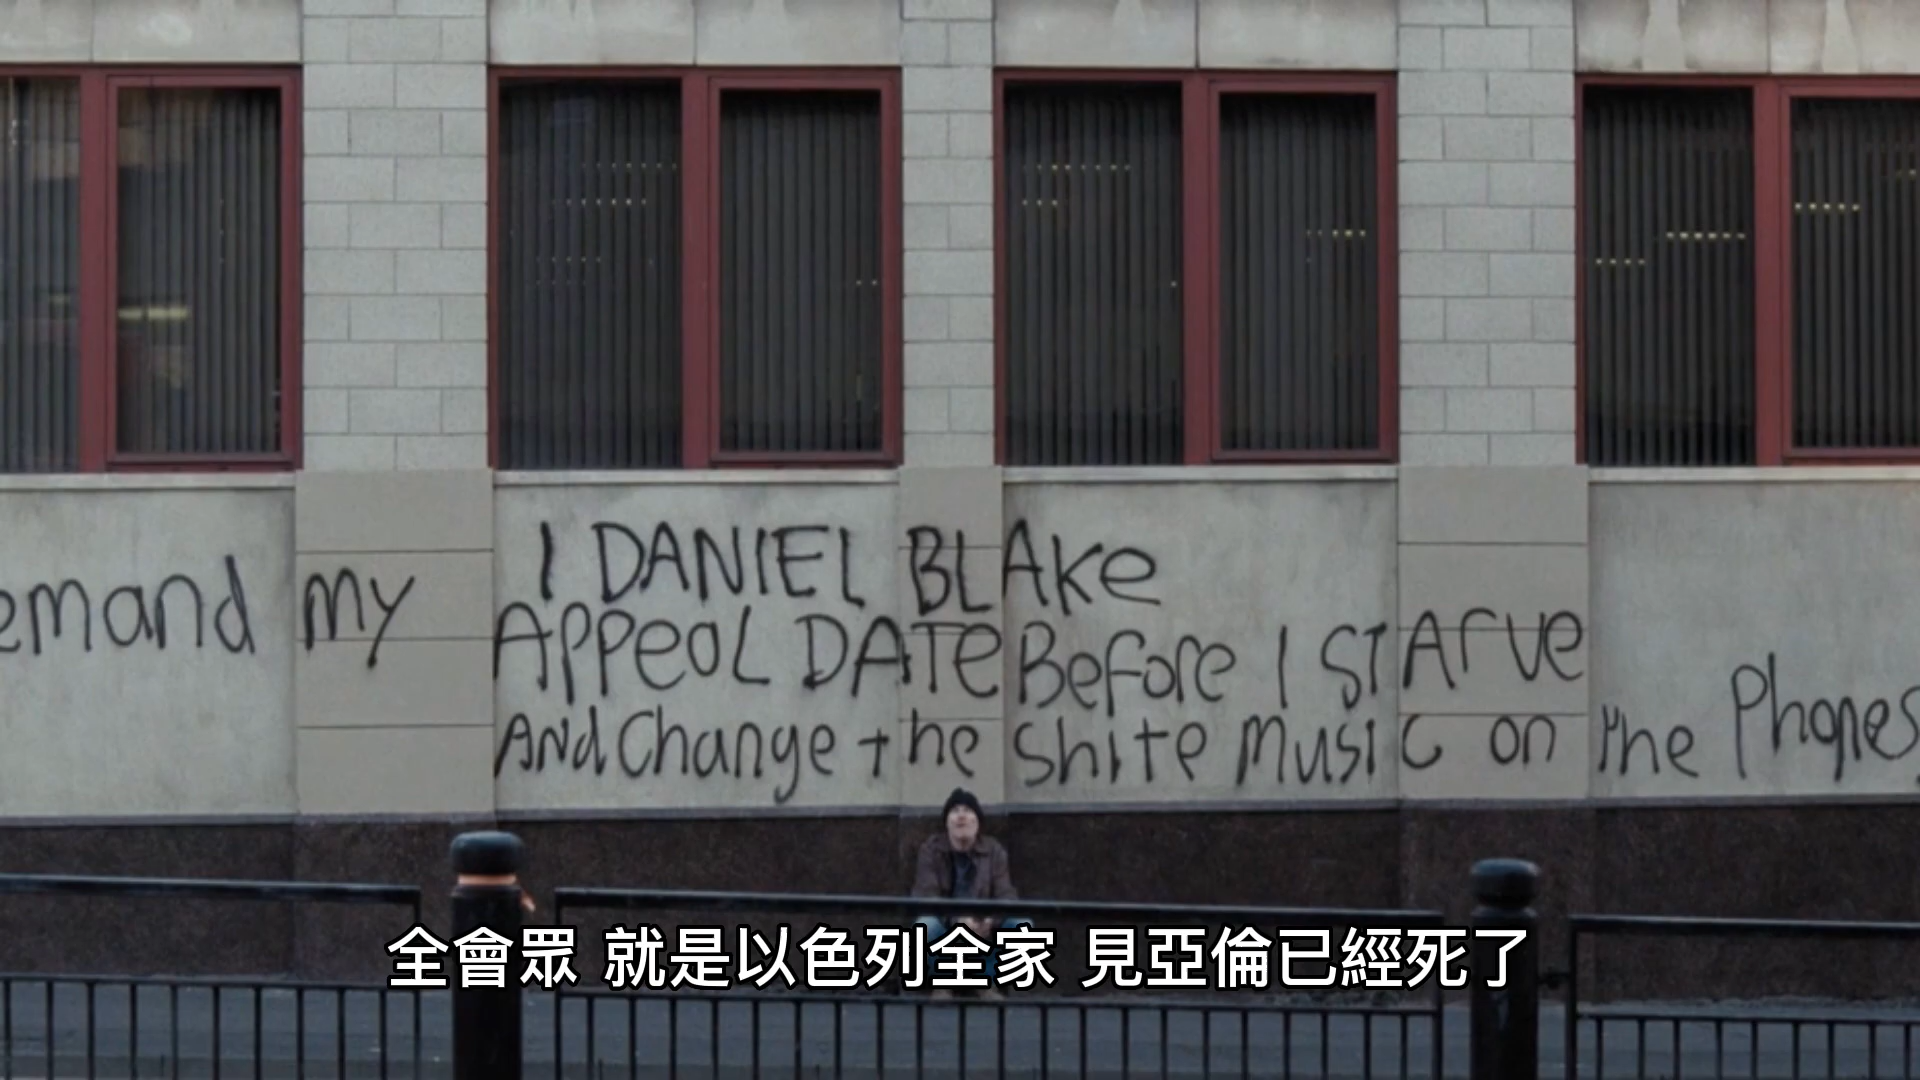 I DANIEL BLAKE
emand my APPeaL DATe Before I STArve
And Change the Shite Music on the Phones
全會眾 就是以色列全家 見亞倫已經死了